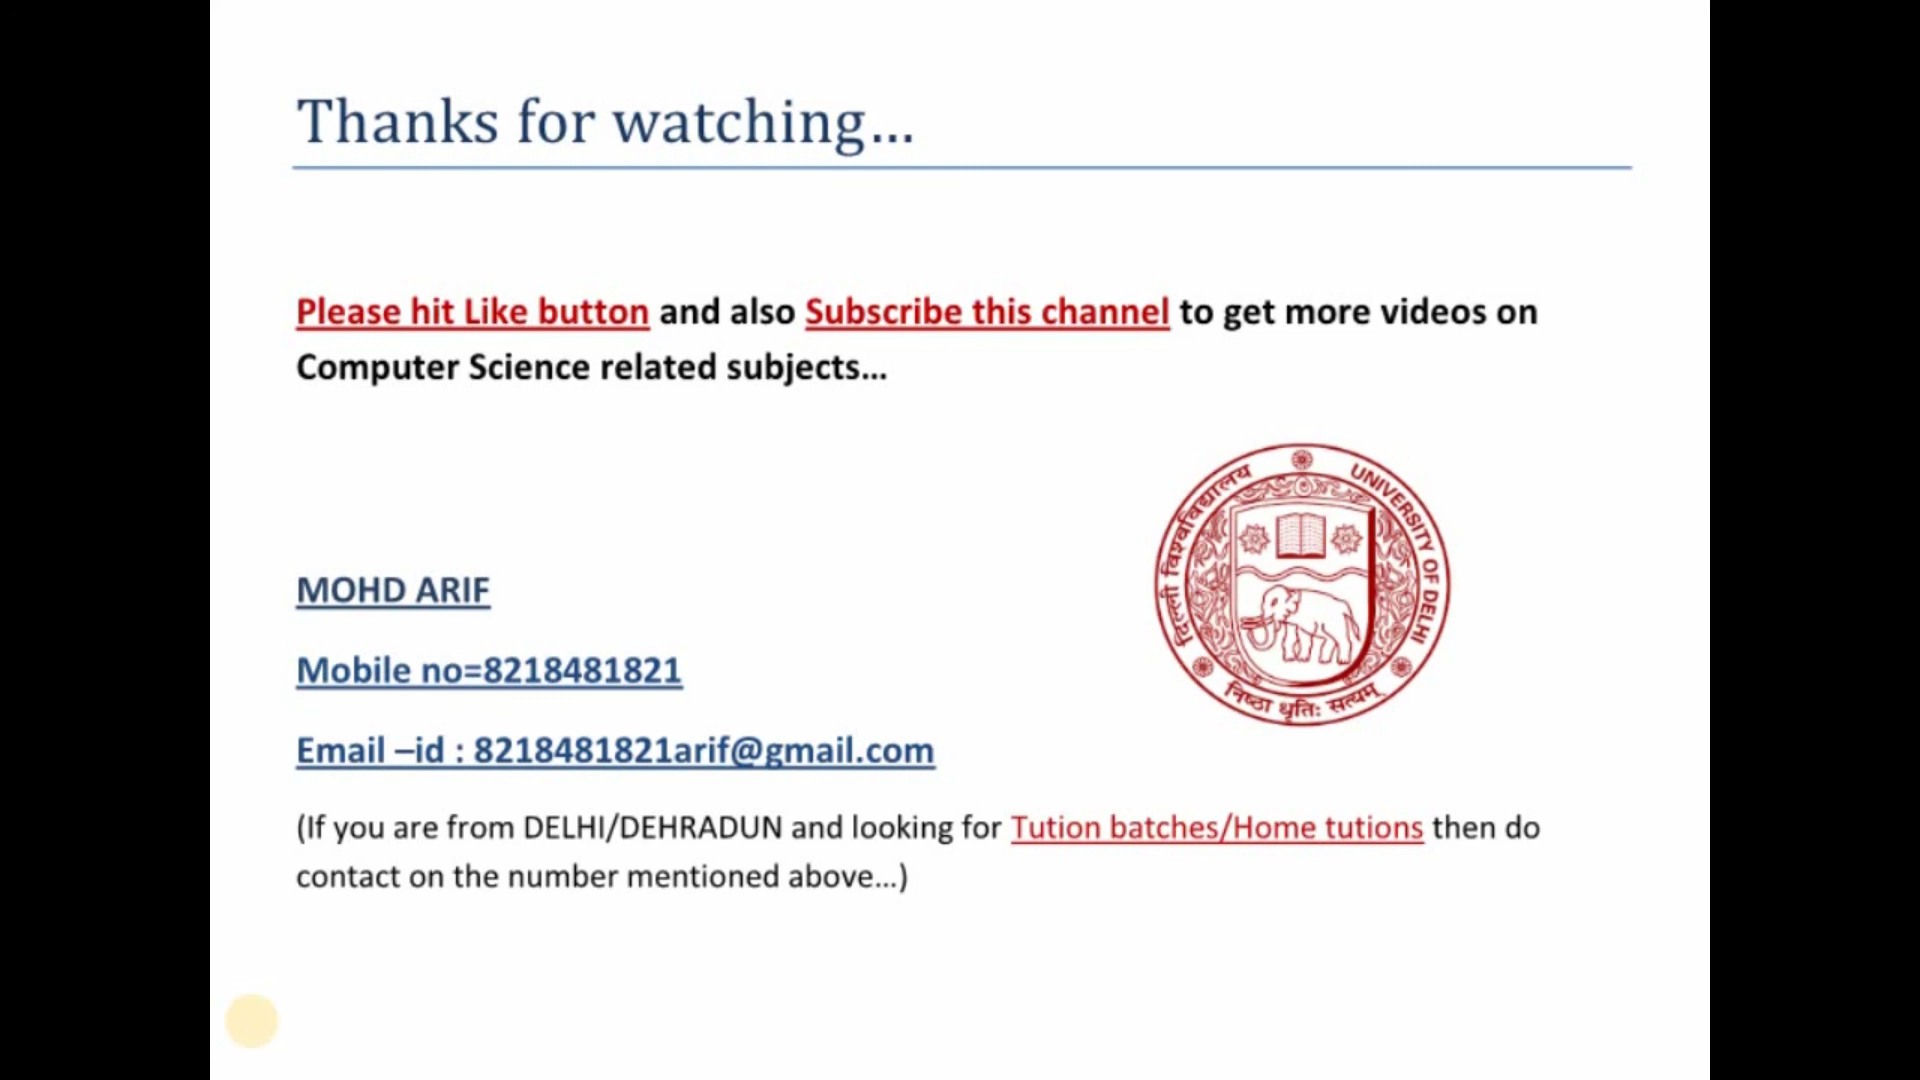 Thanks for watching...
Please hit Like button and also Subscribe this channel to get more videos on
Computer Science related subjects...
दिल्ली विश्वविद्यालय
UNIVERSITY OF DELHI
निष्ठा धृतिः सत्यम्
MOHD ARIF
Mobile no=8218481821
Email –id : 8218481821arif@gmail.com
(If you are from DELHI/DEHRADUN and looking for Tution batches/Home tutions then do
contact on the number mentioned above...)